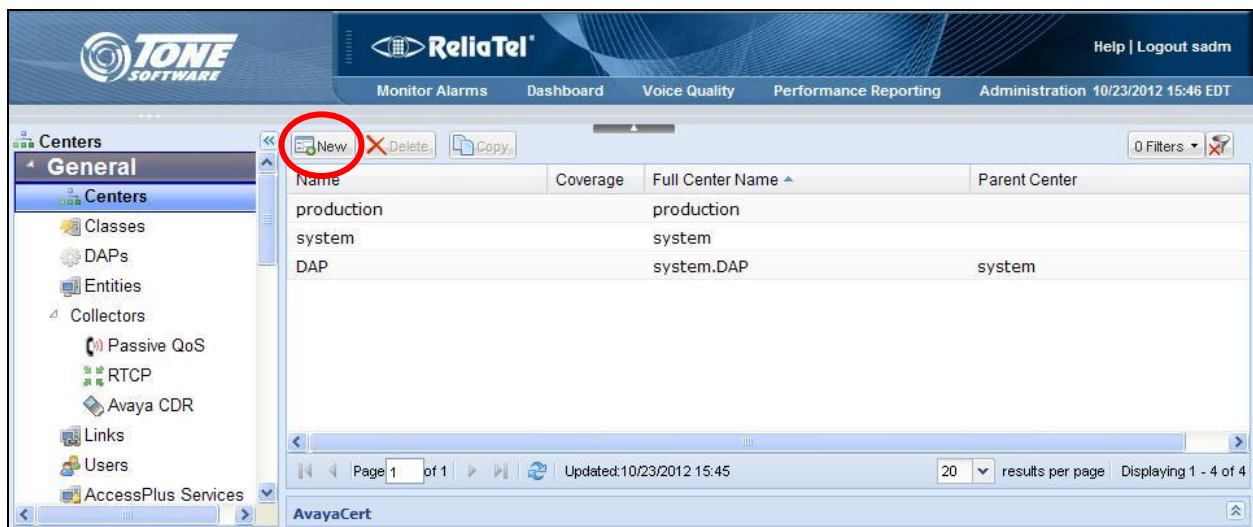 TONE
SOFTWARE
ReliaTel
Help | Logout sadm
Monitor Alarms Dashboard Voice Quality Performance Reporting Administration 10/23/2012 15:46 EDT
Centers
General
Centers
Classes
DAPs
Entities
Collectors
Passive QoS
RTCP
Avaya CDR
Links
Users
AccessPlus Services
New Delete Copy 0 Filters
Name Coverage Full Center Name Parent Center
production production
system system
DAP system.DAP system
Page 1 of 1 Updated:10/23/2012 15:45 20 results per page Displaying 1 - 4 of 4
AvayaCert